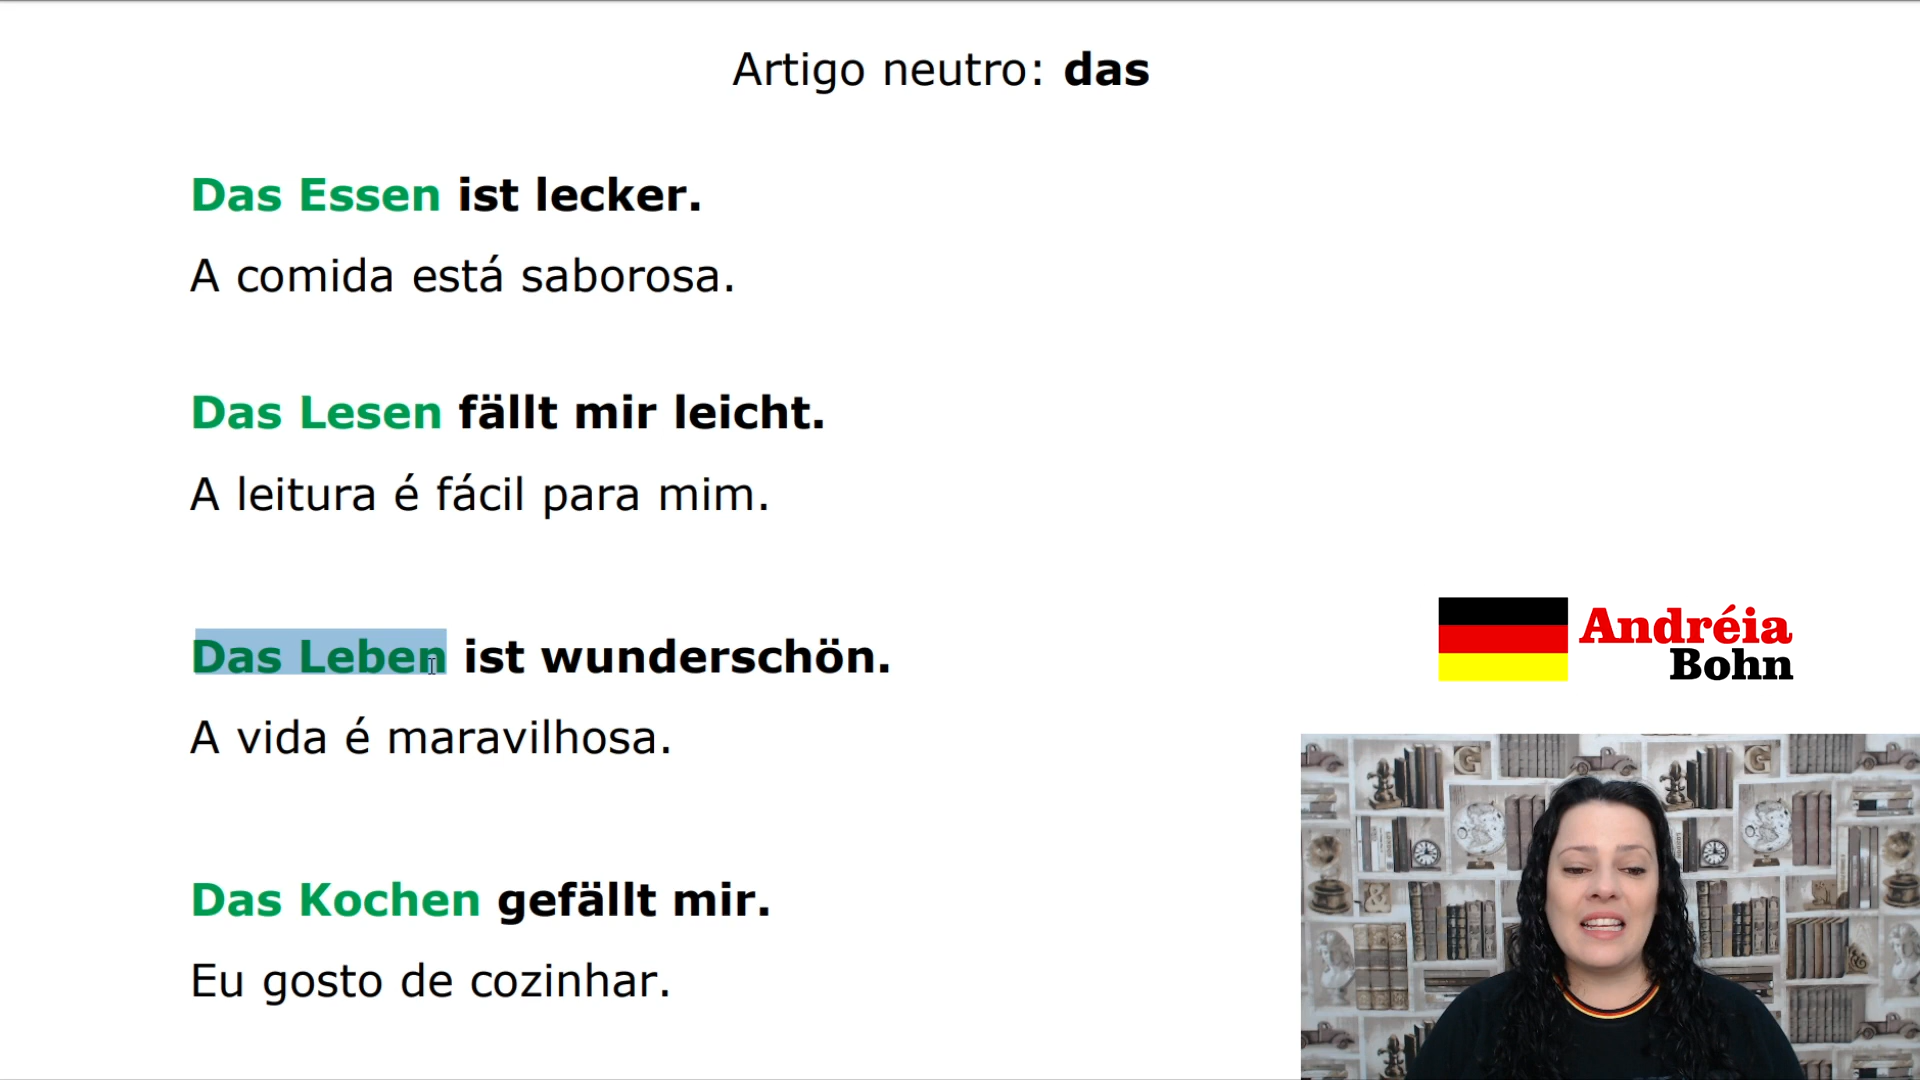 Artigo neutro: das
Das Essen ist lecker.
A comida está saborosa.
Das Lesen fällt mir leicht.
A leitura é fácil para mim.
Das Leben ist wunderschön.
A vida é maravilhosa.
Das Kochen gefällt mir.
Eu gosto de cozinhar.
Andréia
Bohn
G
G
&